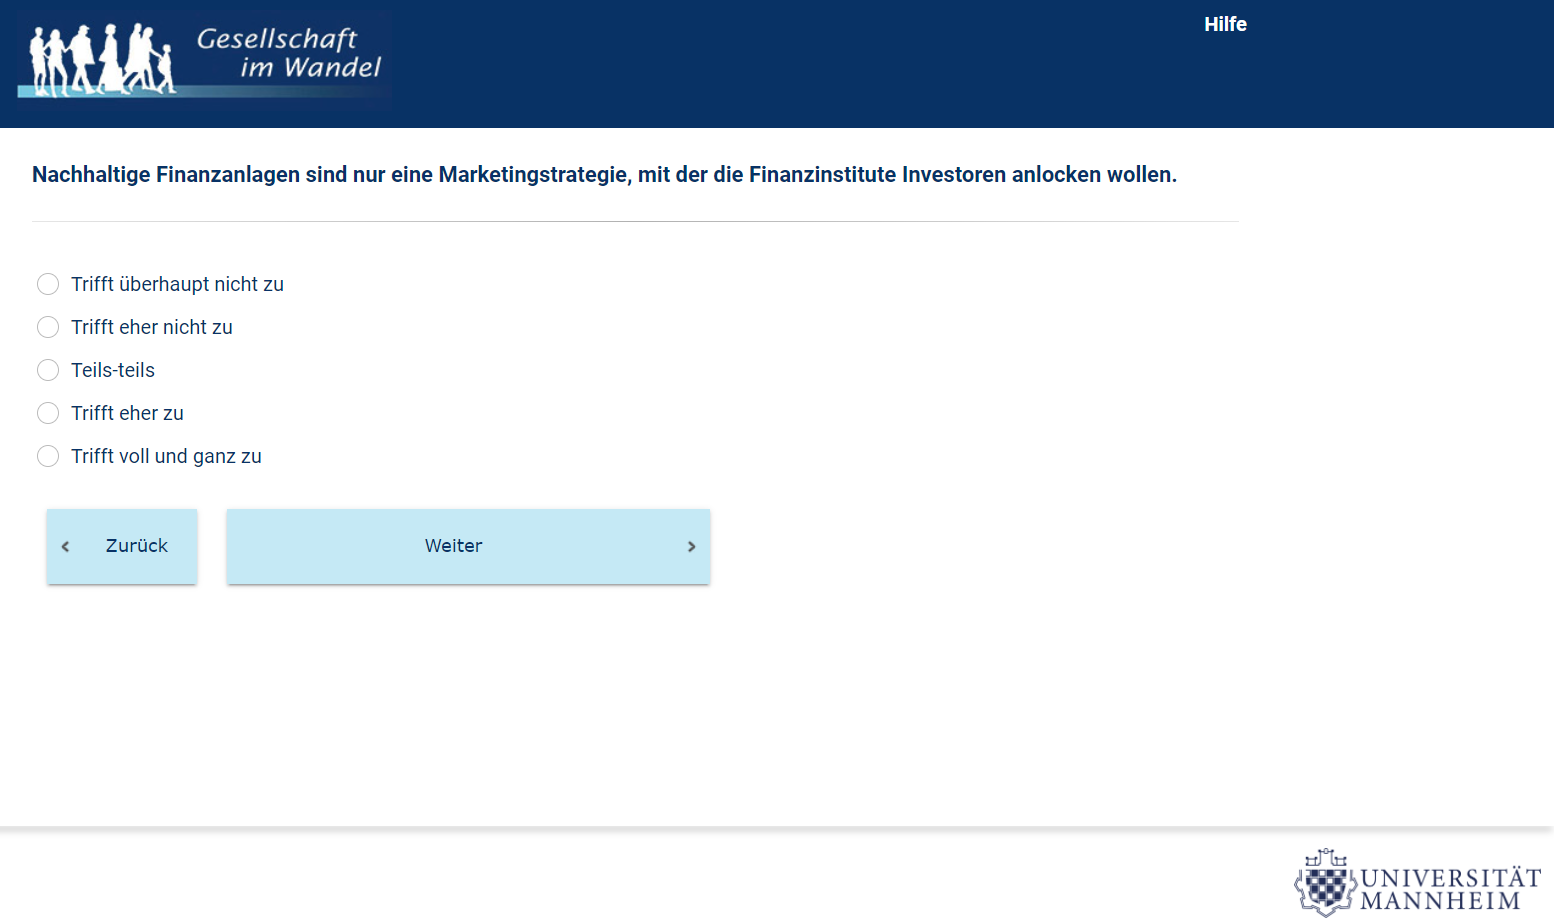 Gesellschaft
im Wandel
Hilfe
Nachhaltige Finanzanlagen sind nur eine Marketingstrategie, mit der die Finanzinstitute Investoren anlocken wollen.
Trifft überhaupt nicht zu
Trifft eher nicht zu
Teils-teils
Trifft eher zu
Trifft voll und ganz zu
Zurück
Weiter
UNIVERSITÄT
MANNHEIM